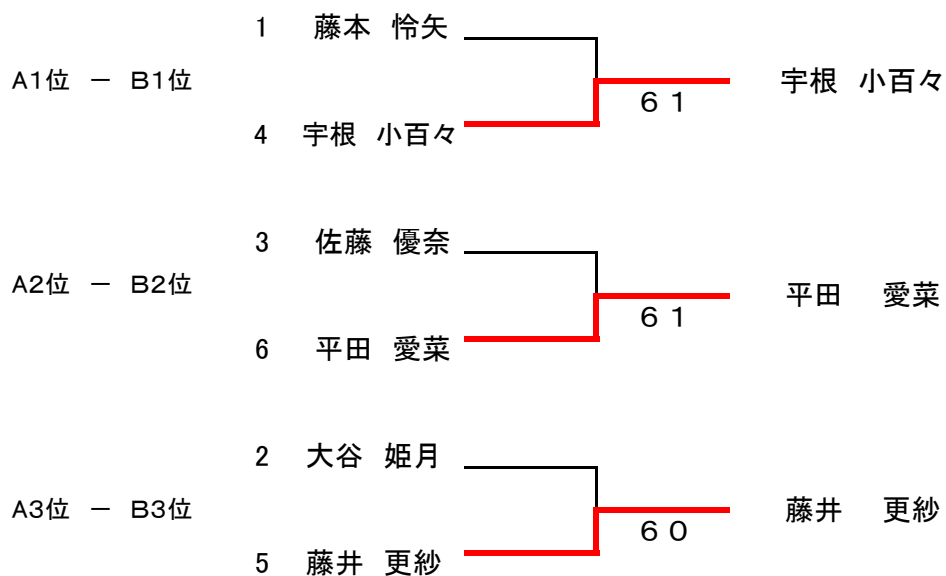 1 藤本 怜矢
A1位 － B1位
宇根 小百々
６１
4 宇根 小百々
3 佐藤 優奈
A2位 － B2位
平田 愛菜
６１
6 平田 愛菜
2 大谷 姫月
A3位 － B3位
藤井 更紗
６０
5 藤井 更紗